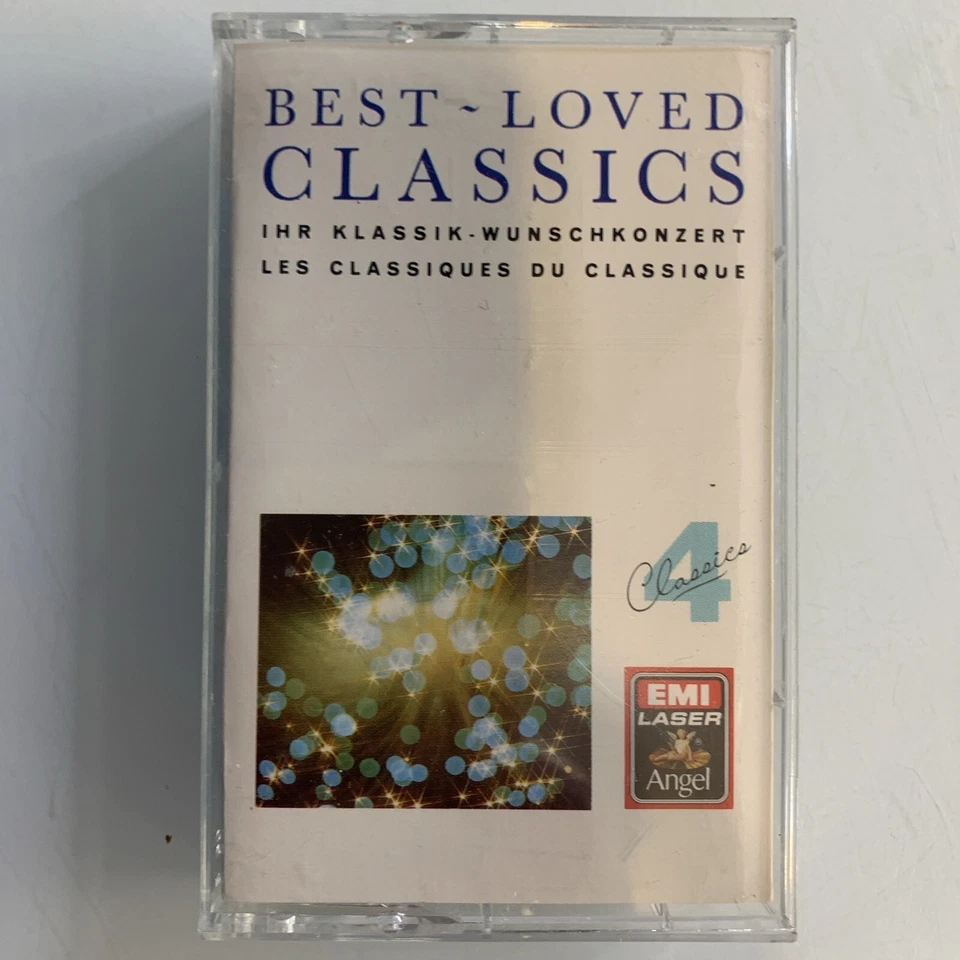 BEST ~ LOVED
CLASSICS
IHR KLASSIK-WUNSCHKONZERT
LES CLASSIQUES DU CLASSIQUE
4
Classics
EMI
LASER
Angel